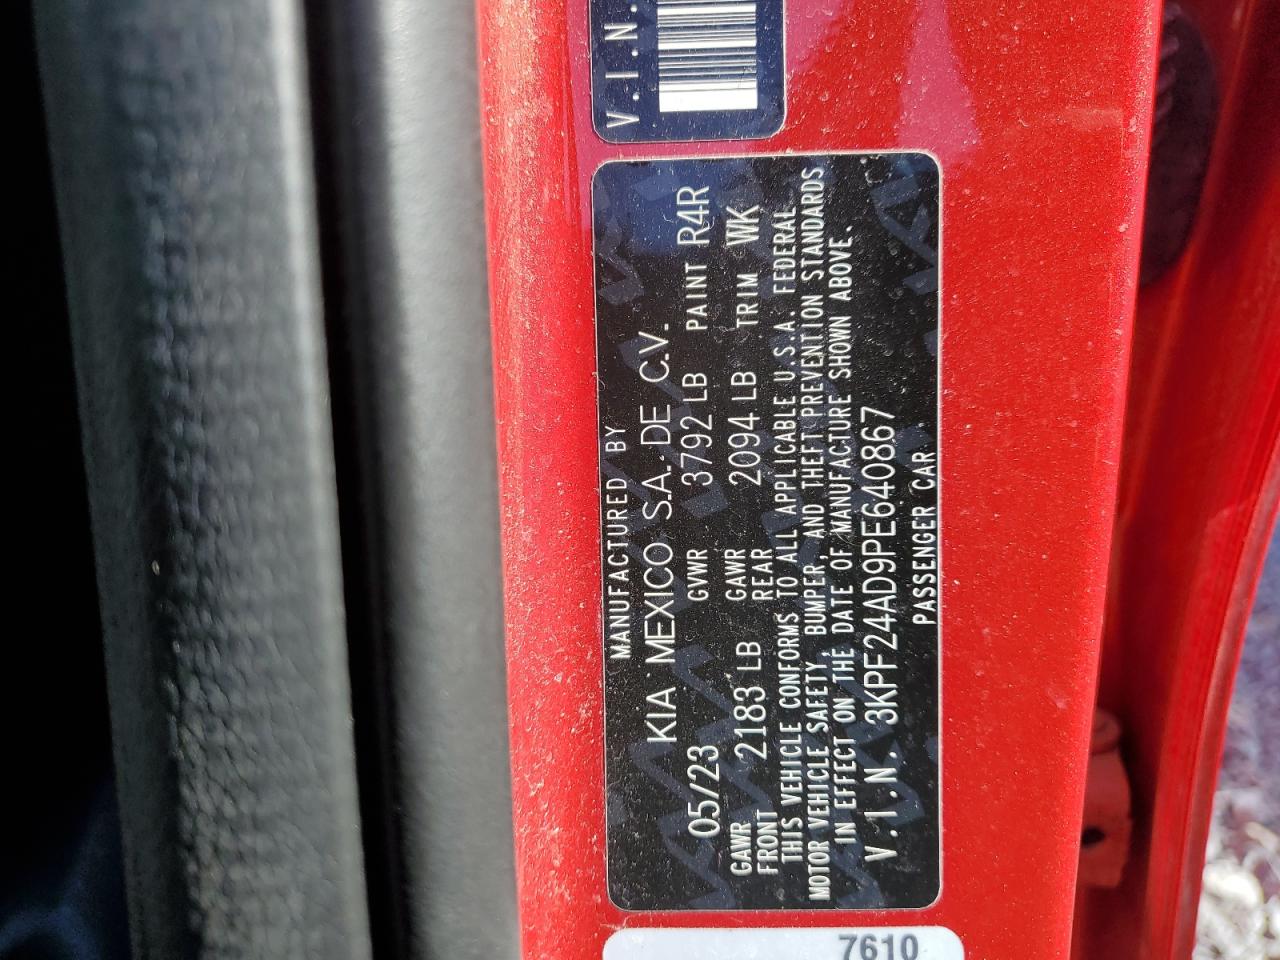 V.I.N.
MANUFACTURED BY
KIA MEXICO S.A. DE C.V.
05/23 GVWR 3792 LB PAINT R4R
GAWR FRONT 2183 LB GAWR REAR 2094 LB TRIM WK
THIS VEHICLE CONFORMS TO ALL APPLICABLE U.S.A. FEDERAL
MOTOR VEHICLE SAFETY, BUMPER, AND THEFT PREVENTION STANDARDS
IN EFFECT ON THE DATE OF MANUFACTURE SHOWN ABOVE.
V.I.N. 3KPF24AD9PE640867
PASSENGER CAR
7610